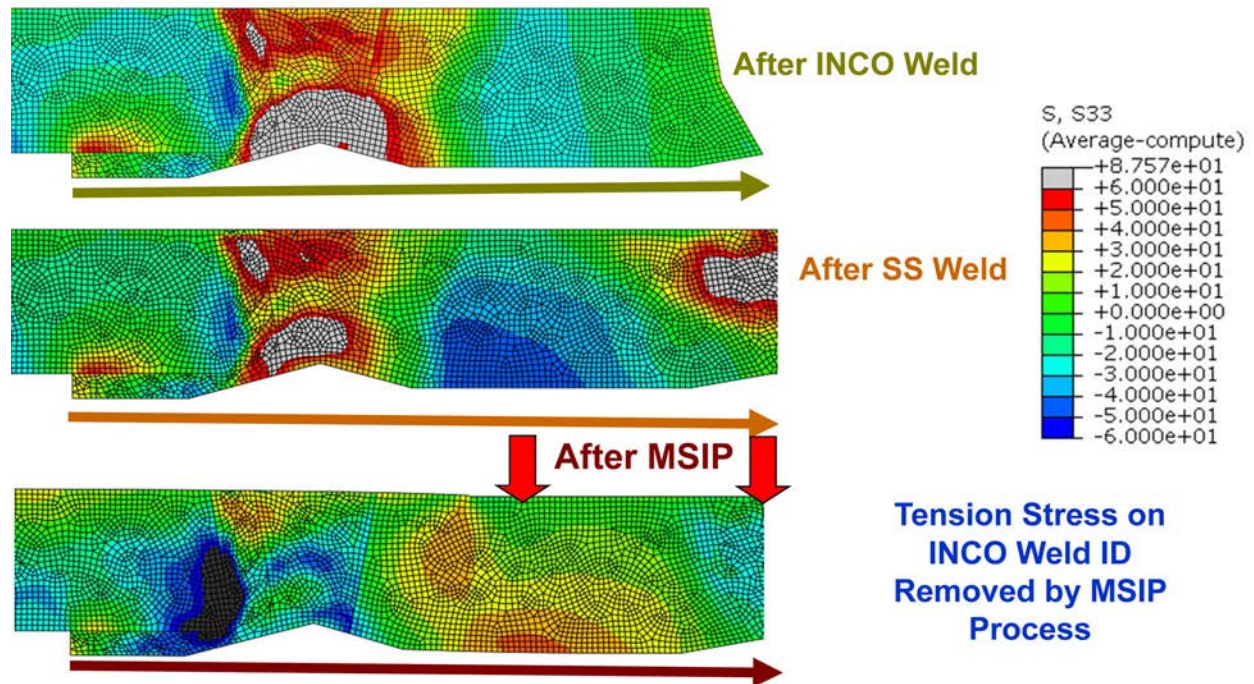 After INCO Weld
S, S33
(Average-compute)
+8.757e+01
+6.000e+01
+5.000e+01
+4.000e+01
+3.000e+01
+2.000e+01
+1.000e+01
+0.000e+00
-1.000e+01
-2.000e+01
-3.000e+01
-4.000e+01
-5.000e+01
-6.000e+01
After SS Weld
After MSIP
Tension Stress on
INCO Weld ID
Removed by MSIP
Process